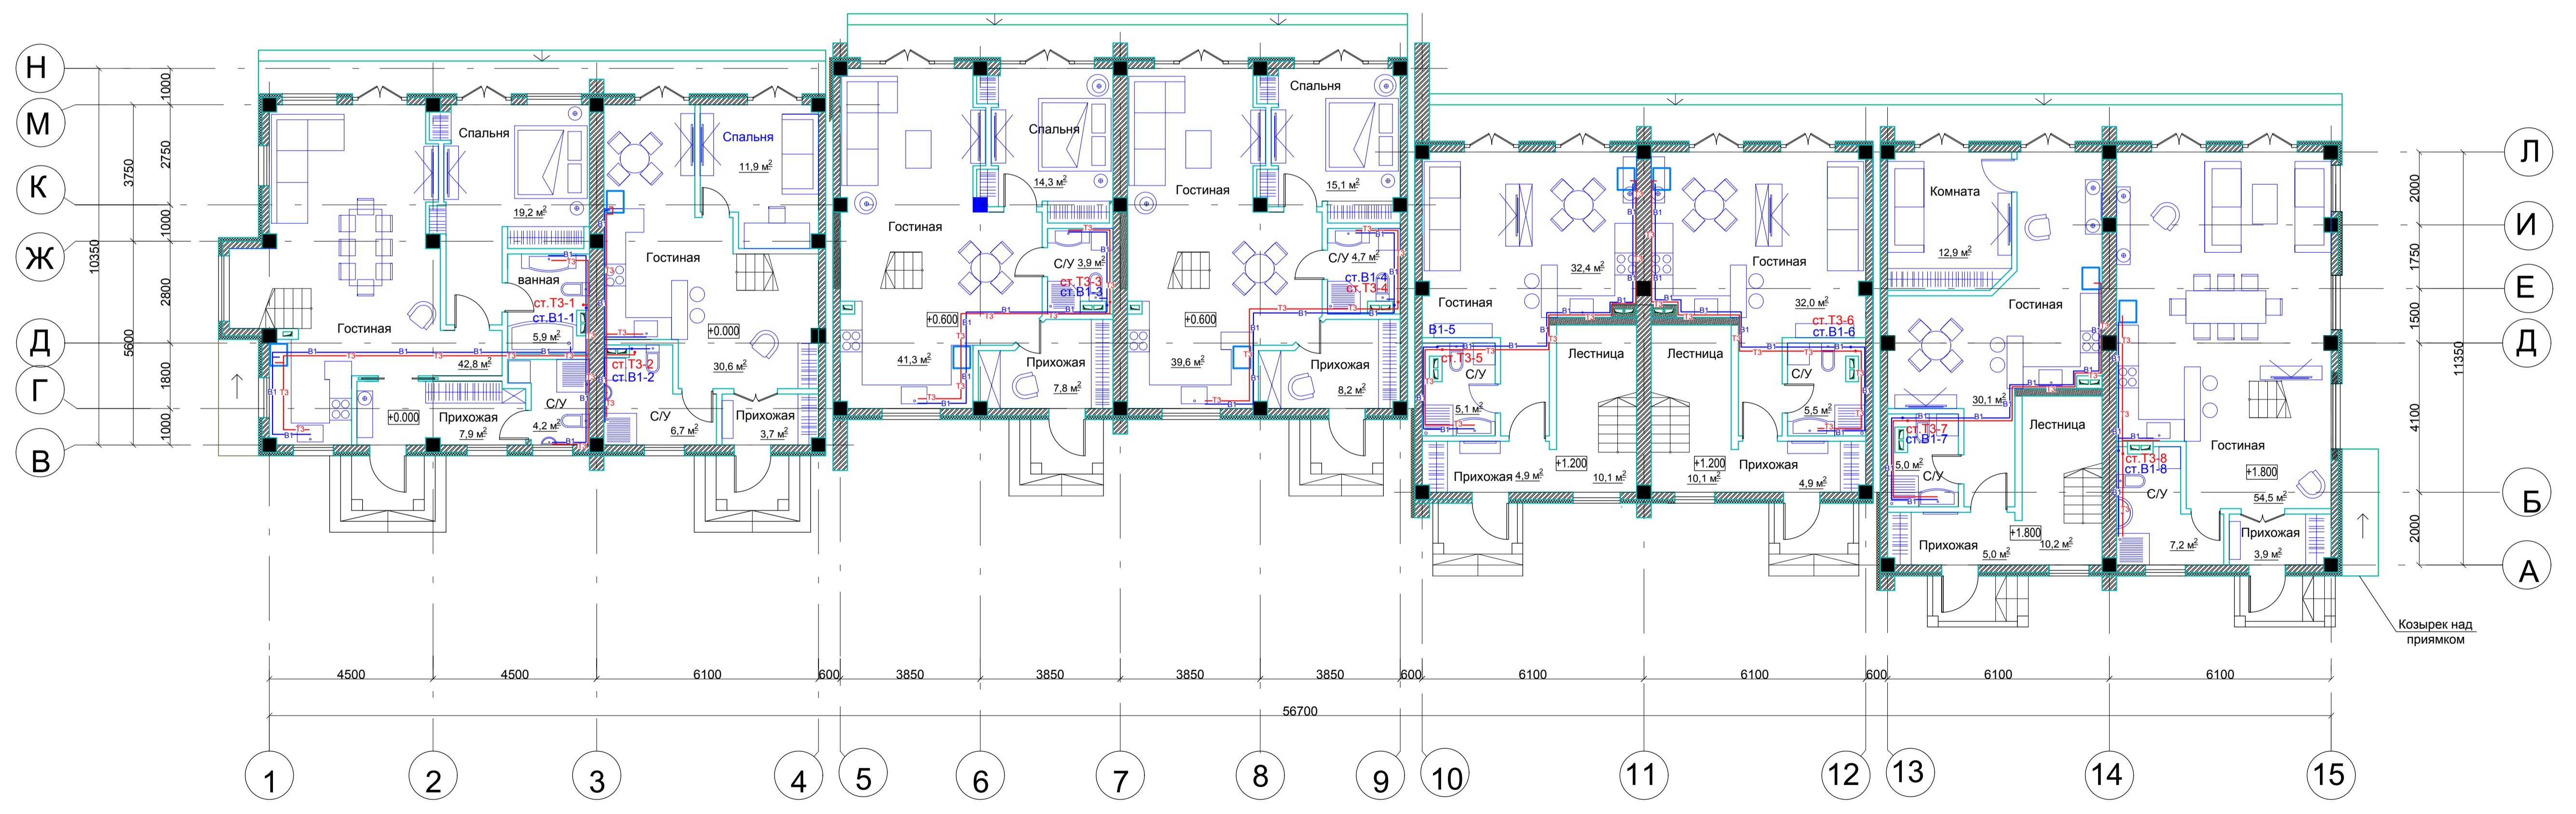 Н
М
К
Ж
Д
Г
В
1000
2750
1000
2800
1800
1000
3750
5600
10350
Спальня
19,2 м²
ванная
ст.Т3-1
ст.В1-1
5,9 м²
Гостиная
42,8 м²
+0.000
Прихожая
7,9 м²
С/У
4,2 м²
В1
Т3
Спальня
11,9 м²
Гостиная
+0.000
30,6 м²
ст.Т3-2
ст.В1-2
С/У
6,7 м²
Прихожая
3,7 м²
Спальня
14,3 м²
Гостиная
С/У
3,9 м²
ст.Т3-3
ст.В1-3
+0.600
41,3 м²
Прихожая
7,8 м²
Спальня
15,1 м²
Гостиная
С/У
4,7 м²
ст.В1-4
ст.Т3-4
+0.600
39,6 м²
Прихожая
8,2 м²
32,4 м²
Гостиная
В1-5
ст.Т3-5
С/У
5,1 м²
Лестница
+1.200
Прихожая
4,9 м²
10,1 м²
Гостиная
32,0 м²
ст.Т3-6
ст.В1-6
Лестница
С/У
5,5 м²
+1.200
Прихожая
10,1 м²
4,9 м²
Комната
12,9 м²
Гостиная
30,1 м²
ст.Т3-7
ст.В1-7
5,0 м²
С/У
Лестница
+1.800
Прихожая
5,0 м²
10,2 м²
Гостиная
+1.800
54,5 м²
ст.Т3-8
ст.В1-8
С/У
7,2 м²
Прихожая
3,9 м²
Л
И
Е
Д
Б
А
2000
1750
1500
4100
2000
11350
Козырек над
приямком
4500
4500
6100
600
3850
3850
3850
3850
600
6100
6100
600
6100
6100
56700
1
2
3
4
5
6
7
8
9
10
11
12
13
14
15